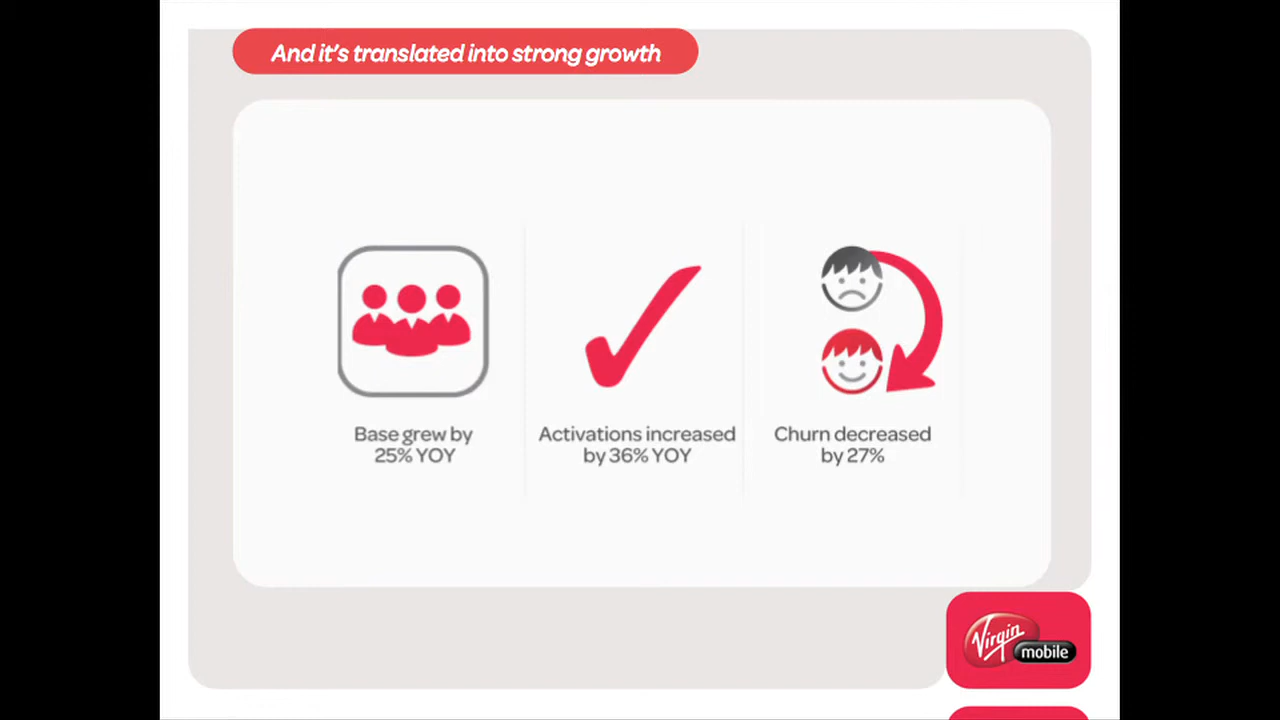 And it's translated into strong growth
Base grew by
25% YOY
Activations increased
by 36% YOY
Churn decreased
by 27%
Virgin
mobile